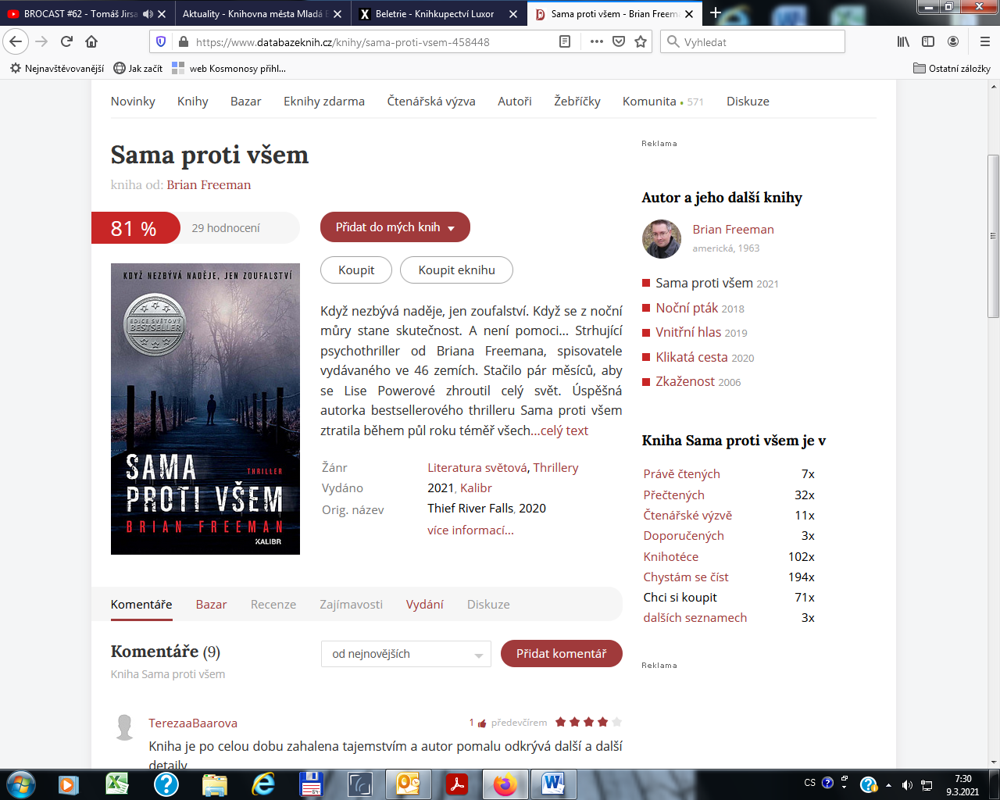 BROCAST #62 - Tomáš Jirsa
Aktuality - Knihovna města Mladá B
Beletrie - Knihkupectví Luxor
Sama proti všem - Brian Freema
https://www.databazeknih.cz/knihy/sama-proti-vsem-458448
Vyhledat
Nejnavštěvovanější
Jak začít
web Kosmonosy přihl...
Ostatní záložky
Novinky Knihy Bazar Eknihy zdarma Čtenářská výzva Autoři Žebříčky Komunita • 571 Diskuze
Sama proti všem
kniha od: Brian Freeman
81 % 29 hodnocení
Přidat do mých knih
Koupit Koupit eknihu
KDYŽ NEZBÝVÁ NADĚJE, JEN ZOUFALSTVÍ
EDICE SVĚTOVÝ
BESTSELLER
SAMA
THRILLER
PROTI VŠEM
BRIAN FREEMAN
KALIBR
Když nezbývá naděje, jen zoufalství. Když se z noční
můry stane skutečnost. A není pomoci... Strhující
psychothriller od Briana Freemana, spisovatele
vydávaného ve 46 zemích. Stačilo pár měsíců, aby
se Lise Powerové zhroutil celý svět. Úspěšná
autorka bestsellerového thrilleru Sama proti všem
ztratila během půl roku téměř všech...celý text
Žánr Literatura světová, Thrillery
Vydáno 2021, Kalibr
Orig. název Thief River Falls, 2020
více informací...
Komentáře Bazar Recenze Zajímavosti Vydání Diskuze
Komentáře (9)
od nejnovějších
Přidat komentář
Kniha Sama proti všem
TerezaaBaarova 1 předevčírem
Kniha je po celou dobu zahalena tajemstvím a autor pomalu odkrývá další a další
detaily
Reklama
Autor a jeho další knihy
Brian Freeman
americká, 1963
Sama proti všem 2021
Noční pták 2018
Vnitřní hlas 2019
Klikatá cesta 2020
Zkaženost 2006
Kniha Sama proti všem je v
Právě čtených 7x
Přečtených 32x
Čtenářské výzvě 11x
Doporučených 3x
Knihotéce 102x
Chystám se číst 194x
Chci si koupit 71x
dalších seznamech 3x
Reklama
CS
7:30
9.3.2021